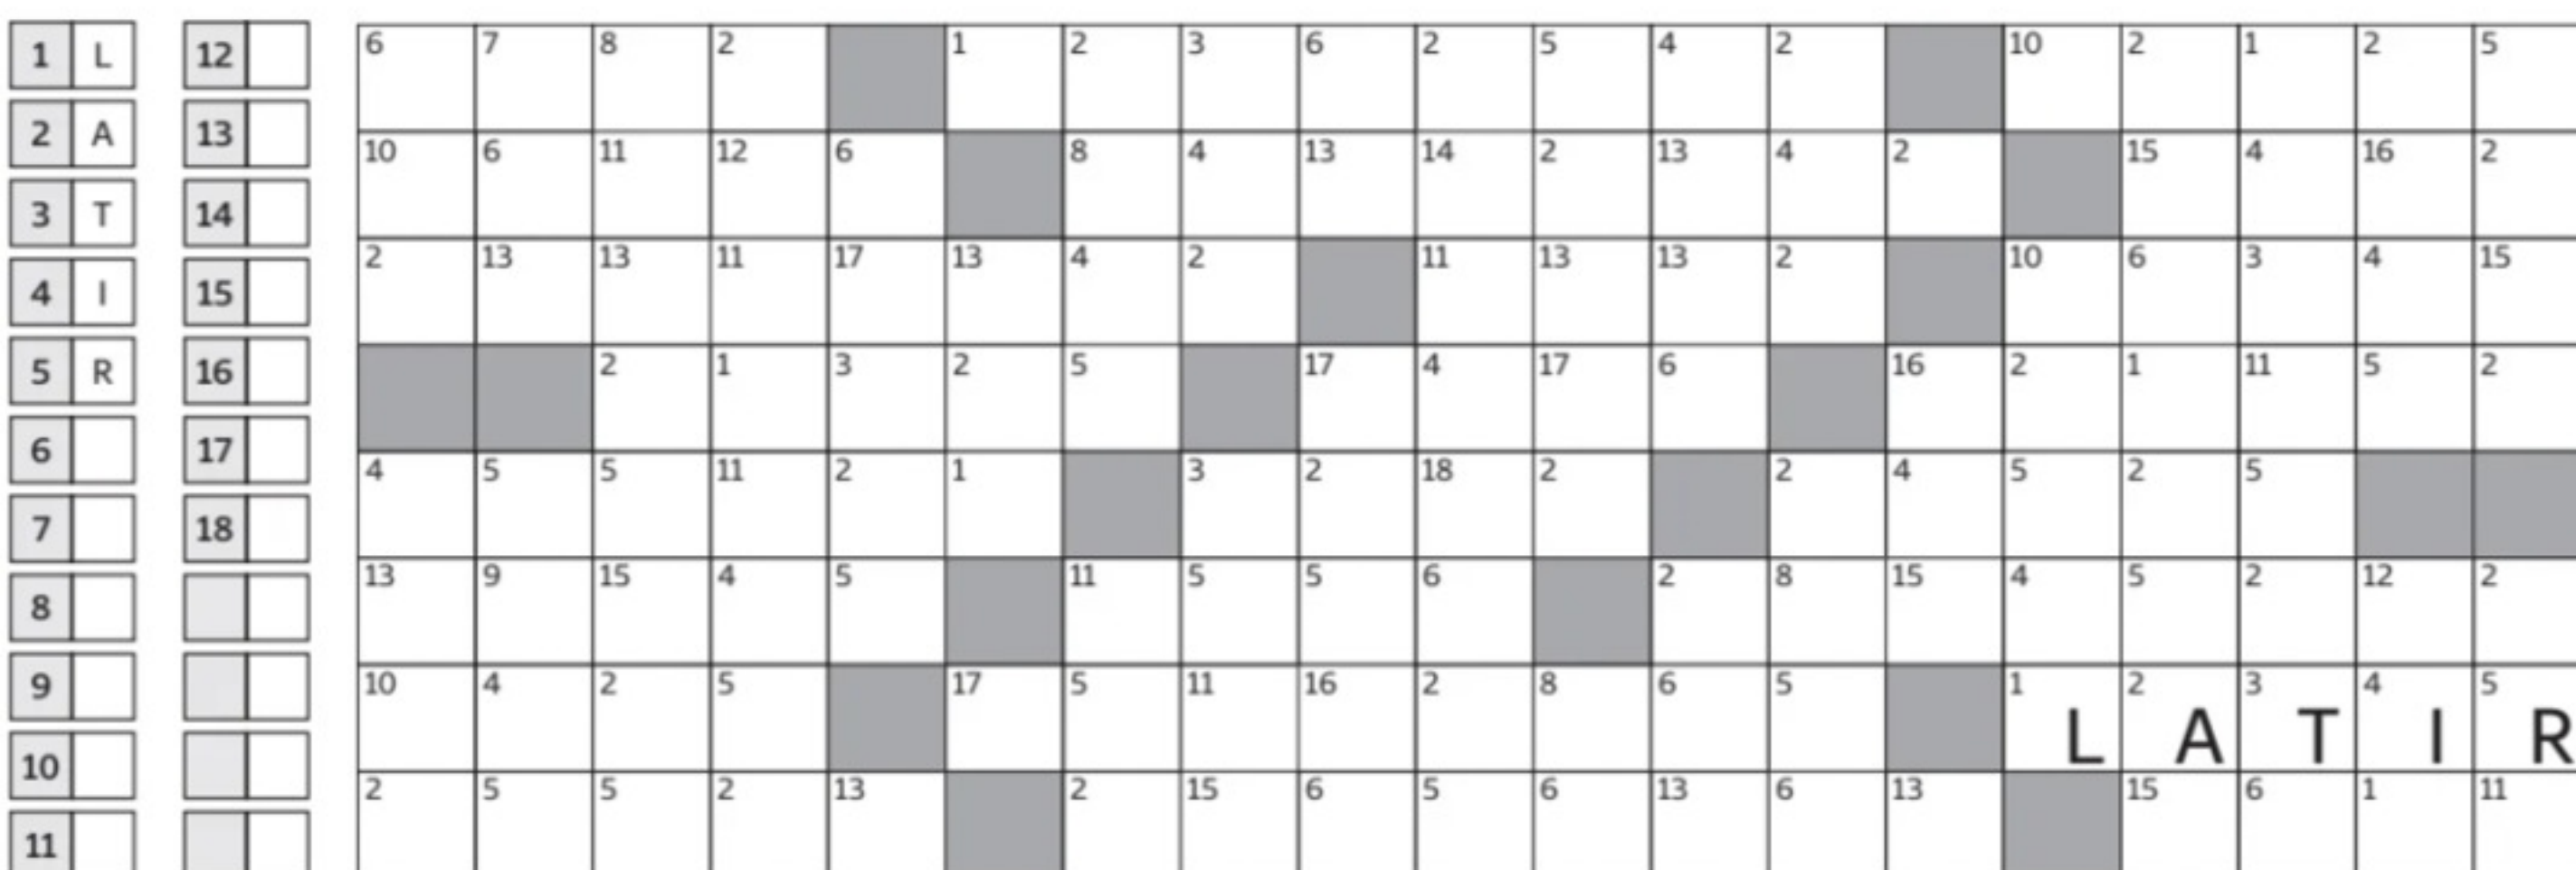 1 L 12 6 7 8 2 1 2 3 6 2 5 4 2 10 2 1 2 5
2 A 13 10 6 11 12 6 8 4 13 14 2 13 4 2 15 4 16 2
3 T 14 2 13 13 11 17 13 4 2 11 13 13 2 10 6 3 4 15
4 I 15 2 1 3 2 5 17 4 17 6 16 2 1 11 5 2
5 R 16 4 5 5 11 2 1 3 2 18 2 2 4 5 2 5
6 17 13 9 15 4 5 11 5 5 6 2 8 15 4 5 2 12 2
7 18 10 4 2 5 17 5 11 16 2 8 6 5 1 2 3 4 5
L A T I R
8 2 5 5 2 13 2 15 6 5 6 13 6 13 15 6 1 11
9
10
11